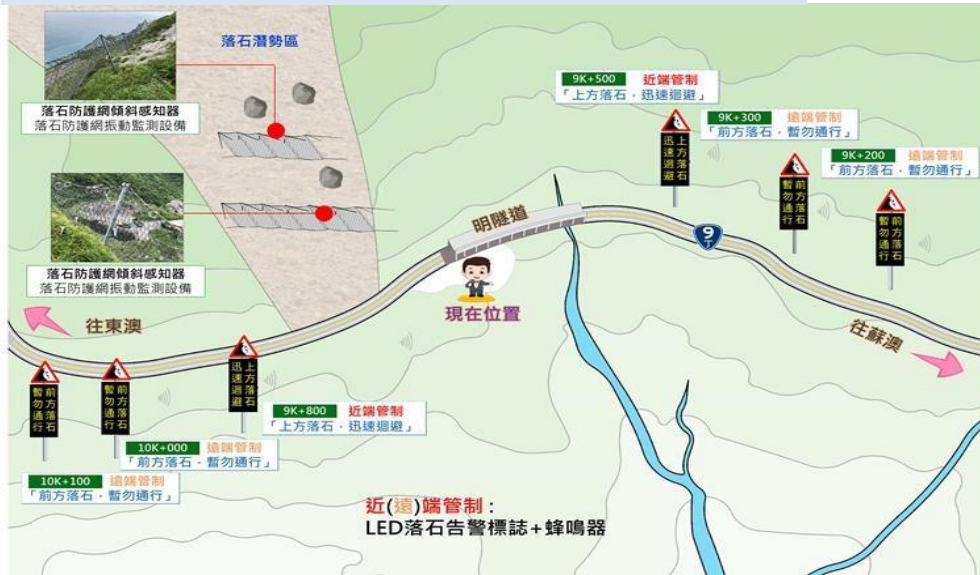 落石潛勢區
落石防護網傾斜感知器
落石防護網振動監測設備
落石防護網傾斜感知器
落石防護網振動監測設備
9K+500 近端管制
「上方落石‧迅速迴避」
上方落石
迅速迴避
9K+300 遠端管制
「前方落石‧暫勿通行」
前方落石
暫勿通行
9K+200 遠端管制
「前方落石‧暫勿通行」
前方落石
暫勿通行
明隧道
9丁
現在位置
往東澳
往蘇澳
前方落石
暫勿通行
前方落石
暫勿通行
上方落石
迅速迴避
9K+800 近端管制
「上方落石‧迅速迴避」
10K+000 遠端管制
「前方落石‧暫勿通行」
10K+100 遠端管制
「前方落石‧暫勿通行」
近(遠)端管制：
LED落石告警標誌+蜂鳴器